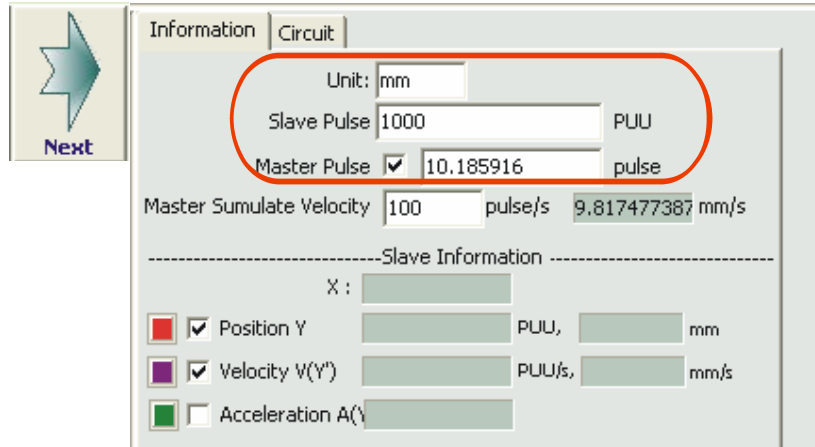 Next
Information Circuit
Unit: mm
Slave Pulse 1000 PUU
Master Pulse 10.185916 pulse
Master Sumulate Velocity 100 pulse/s 9.817477387 mm/s
------------------------------Slave Information -----------------------------
X :
Position Y PUU, mm
Velocity V(Y') PUU/s, mm/s
Acceleration A(Y